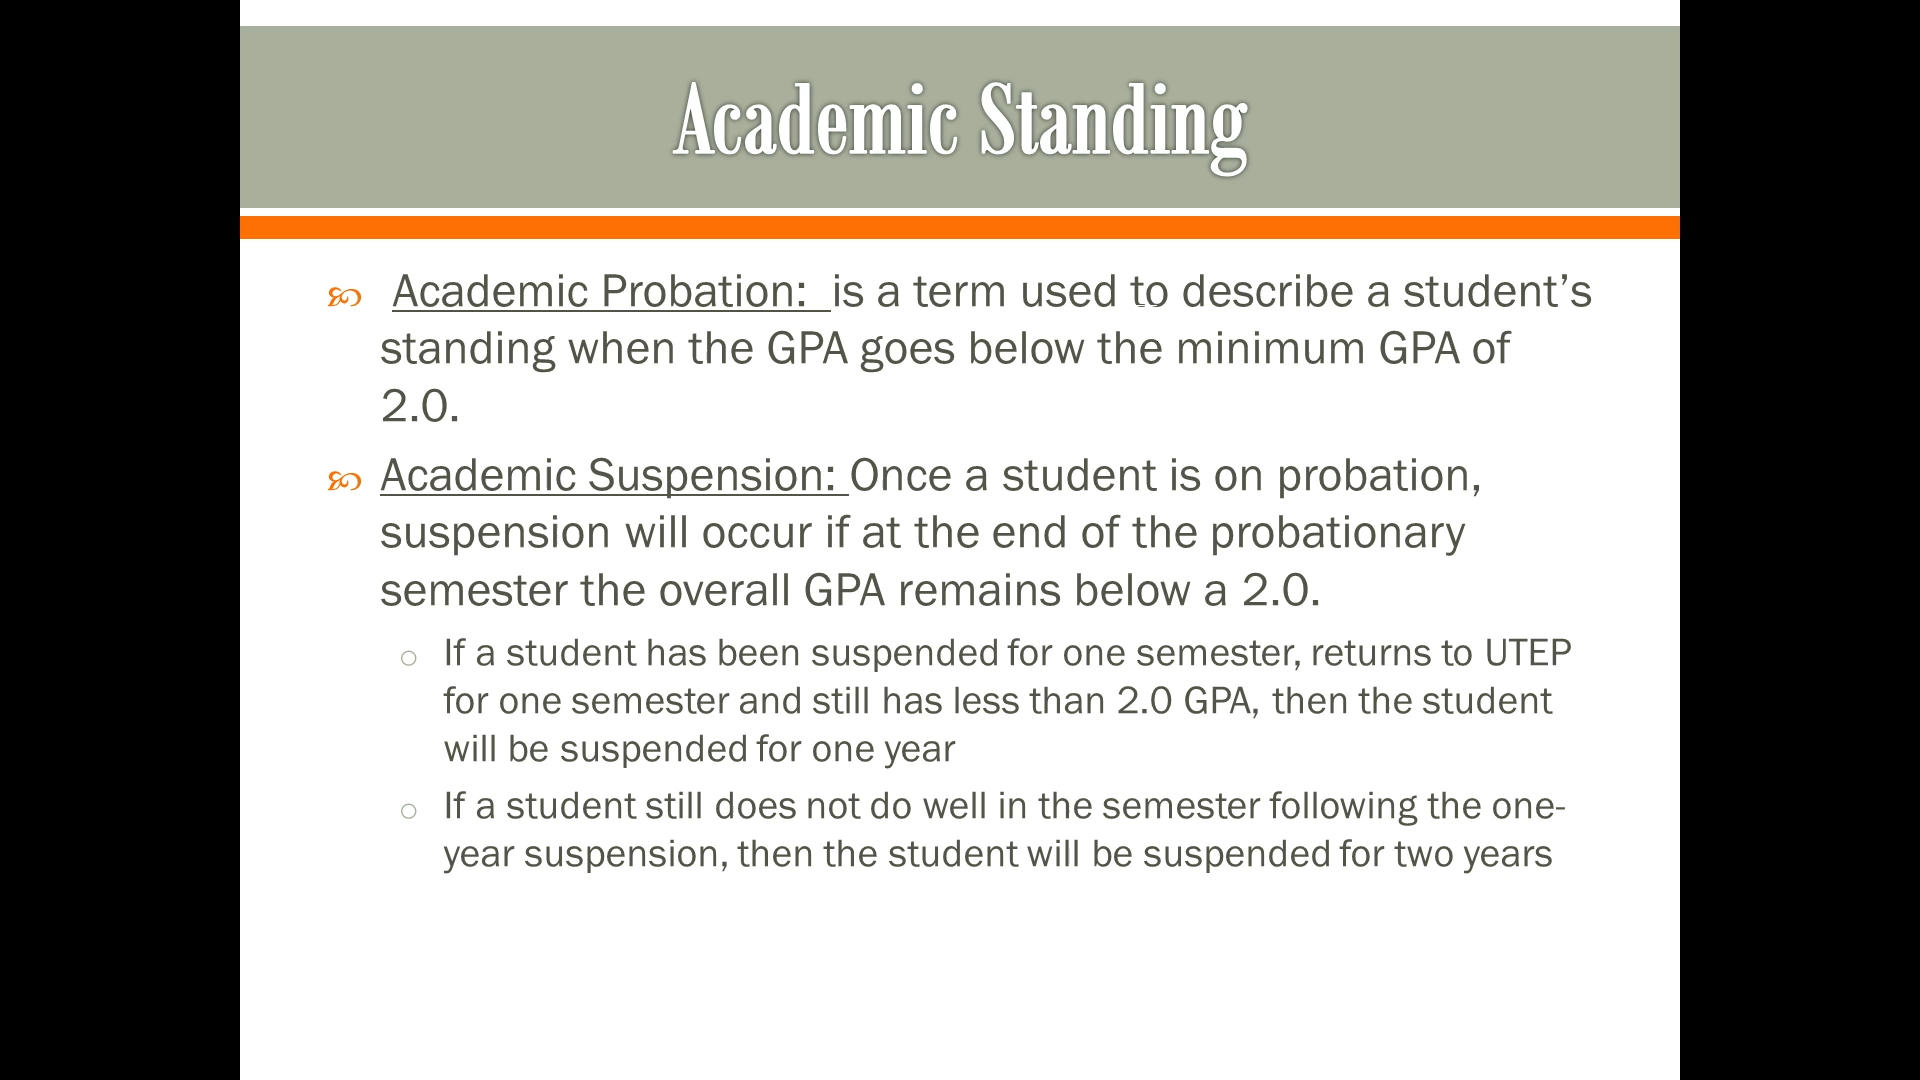 Academic Standing
Academic Probation:  is a term used to describe a student’s
standing when the GPA goes below the minimum GPA of
2.0.
Academic Suspension: Once a student is on probation,
suspension will occur if at the end of the probationary
semester the overall GPA remains below a 2.0.
If a student has been suspended for one semester, returns to UTEP
for one semester and still has less than 2.0 GPA, then the student
will be suspended for one year
If a student still does not do well in the semester following the one-
year suspension, then the student will be suspended for two years